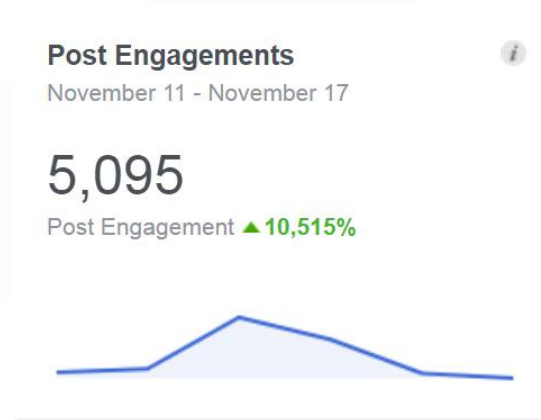 Post Engagements
i
November 11 - November 17
5,095
Post Engagement ▲10,515%